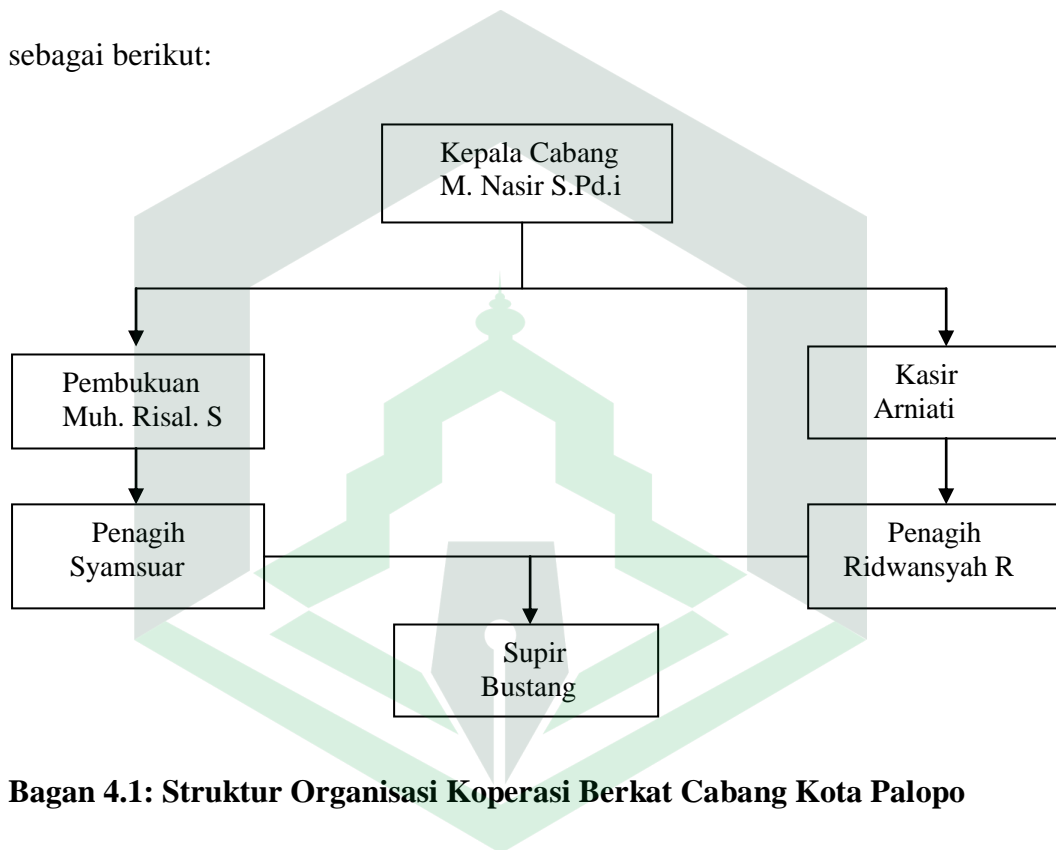 sebagai berikut:
Kepala Cabang
M. Nasir S.Pd.i
Pembukuan
Muh. Risal. S
Kasir
Arniati
Penagih
Syamsuar
Penagih
Ridwansyah R
Supir
Bustang
Bagan 4.1: Struktur Organisasi Koperasi Berkat Cabang Kota Palopo